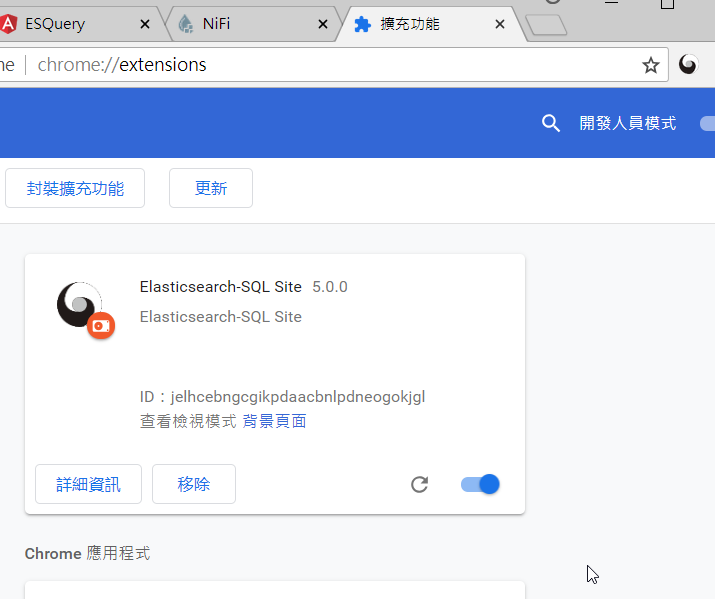 ESQuery NiFi 擴充功能
me chrome://extensions
開發人員模式
封裝擴充功能 更新
Elasticsearch-SQL Site 5.0.0
Elasticsearch-SQL Site
ID：jelhcebngcgikpdaacbnlpdneogokjgl
查看檢視模式 背景頁面
詳細資訊 移除
Chrome 應用程式